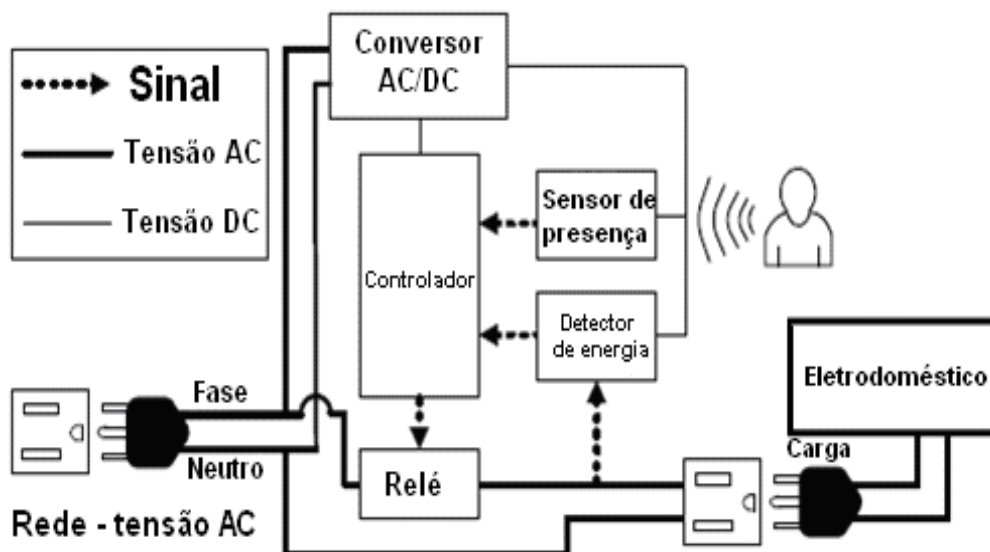 Sinal
Tensão AC
Tensão DC
Conversor
AC/DC
Controlador
Sensor de
presença
Detector
de energia
Eletrodoméstico
Fase
Neutro
Relé
Carga
Rede - tensão AC